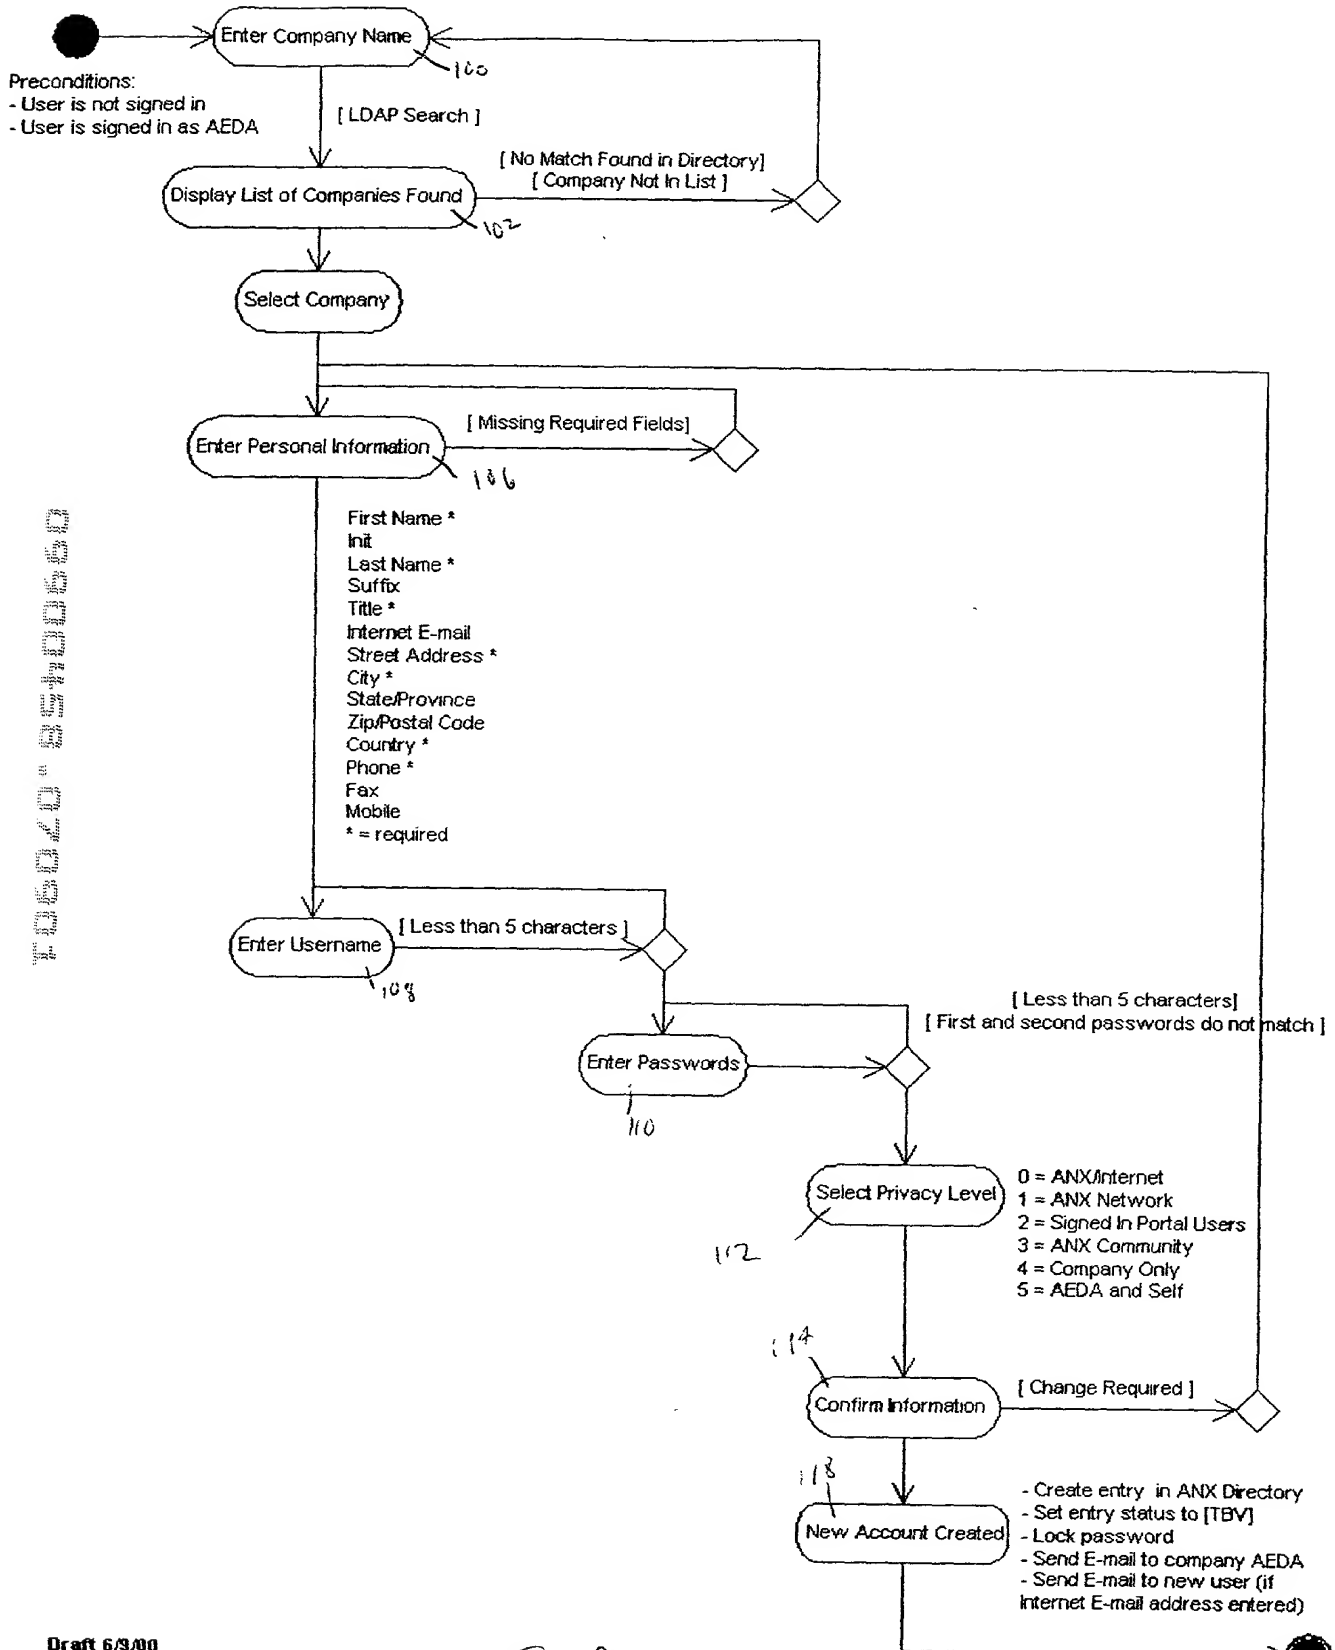 Enter Company Name
100
Preconditions:
- User is not signed in
- User is signed in as AEDA
[ LDAP Search ]
[ No Match Found in Directory]
[ Company Not In List ]
Display List of Companies Found
102
Select Company
[ Missing Required Fields]
Enter Personal Information
106
First Name *
Init
Last Name *
Suffix
Title *
Internet E-mail
Street Address *
City *
State/Province
Zip/Postal Code
Country *
Phone *
Fax
Mobile
* = required
[ Less than 5 characters ]
Enter Username
108
[ Less than 5 characters]
[ First and second passwords do not match ]
Enter Passwords
110
Select Privacy Level
112
0 = ANX/Internet
1 = ANX Network
2 = Signed In Portal Users
3 = ANX Community
4 = Company Only
5 = AEDA and Self
114
Confirm Information
[ Change Required ]
118
New Account Created
- Create entry in ANX Directory
- Set entry status to [TBV]
- Lock password
- Send E-mail to company AEDA
- Send E-mail to new user (if
Internet E-mail address entered)
Draft 6/9/00